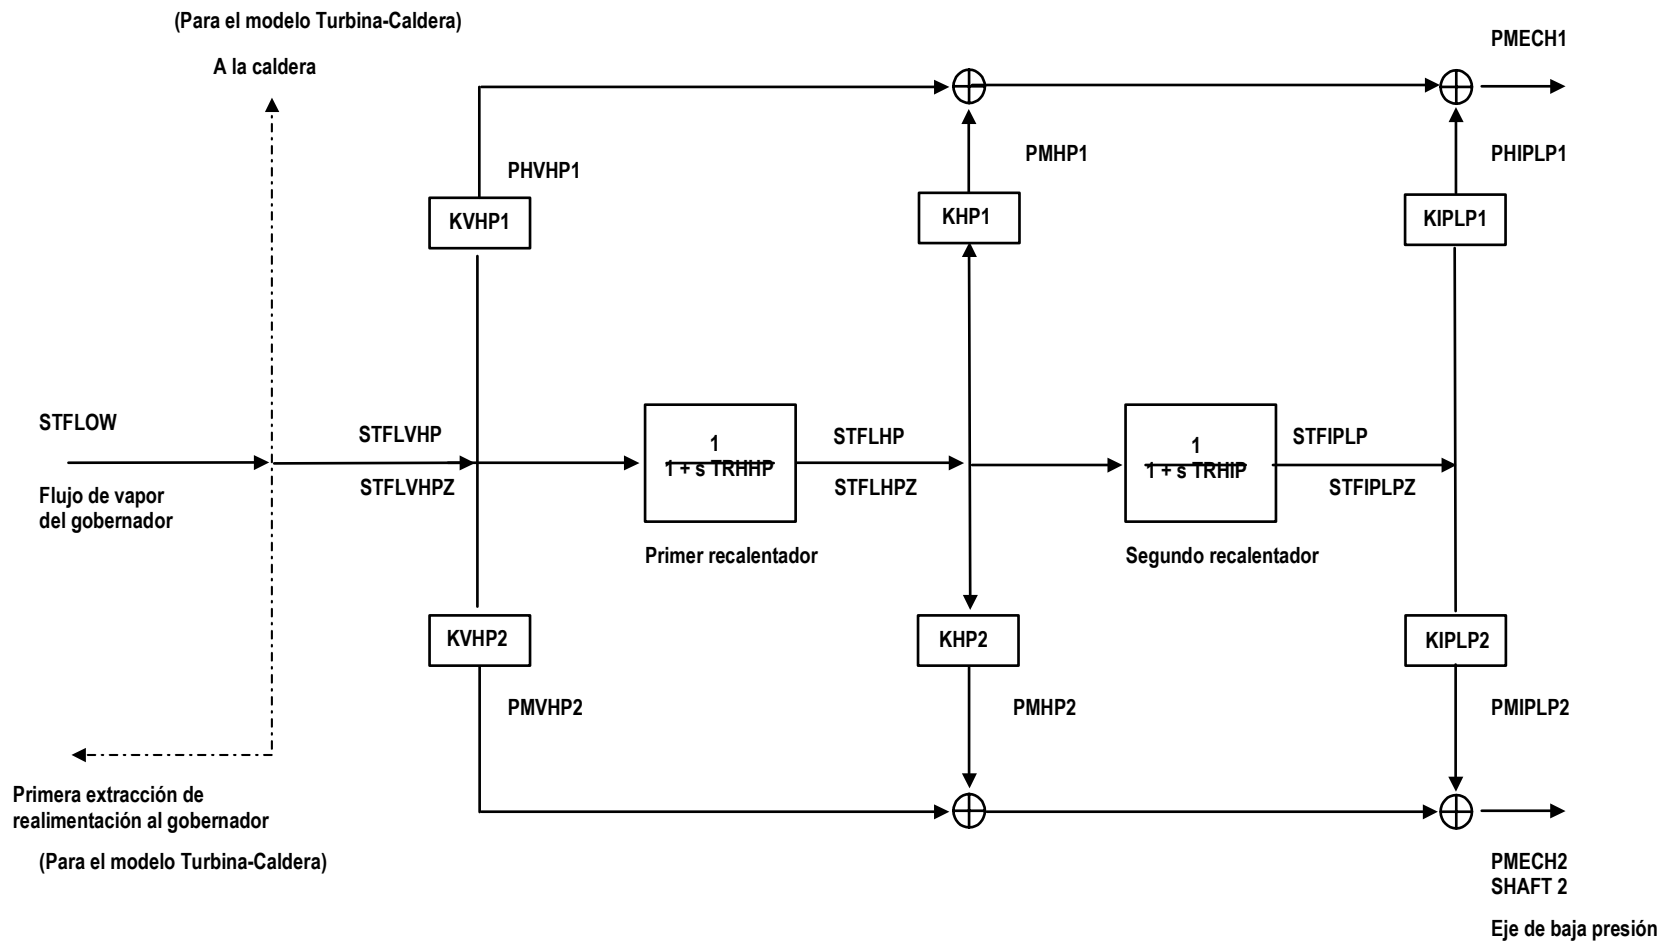 (Para el modelo Turbina-Caldera)
A la caldera
PMECH1
PHVHP1
PMHP1
PHIPLP1
KVHP1
KHP1
KIPLP1
STFLOW
STFLVHP
STFLVHPZ
1
1 + s TRHHP
STFLHP
STFLHPZ
1
1 + s TRHIP
STFIPLP
STFIPLPZ
Flujo de vapor
del gobernador
Primer recalentador
Segundo recalentador
KVHP2
KHP2
KIPLP2
PMVHP2
PMHP2
PMIPLP2
Primera extracción de
realimentación al gobernador
(Para el modelo Turbina-Caldera)
PMECH2
SHAFT 2
Eje de baja presión